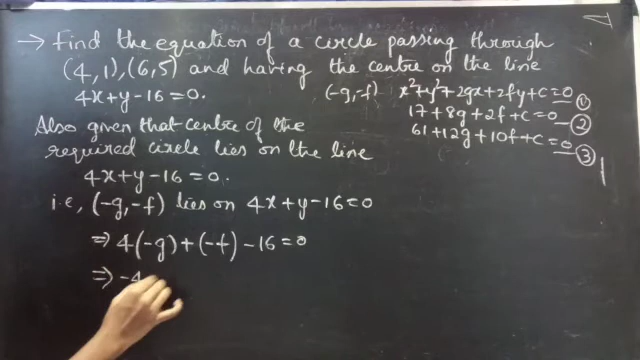 → Find the equation of a circle passing through
(4,1), (6,5) and having the centre on the line
4x+y-16=0.
(-g,-f) x²+y²+2gx+2fy+c=0 ①
17+8g+2f+c=0 ②
61+12g+10f+c=0 ③
Also given that centre of the
required circle lies on the line
4x+y-16=0.
i.e, (-g,-f) lies on 4x+y-16=0
⇒ 4(-g)+(-f)-16=0
⇒ -4